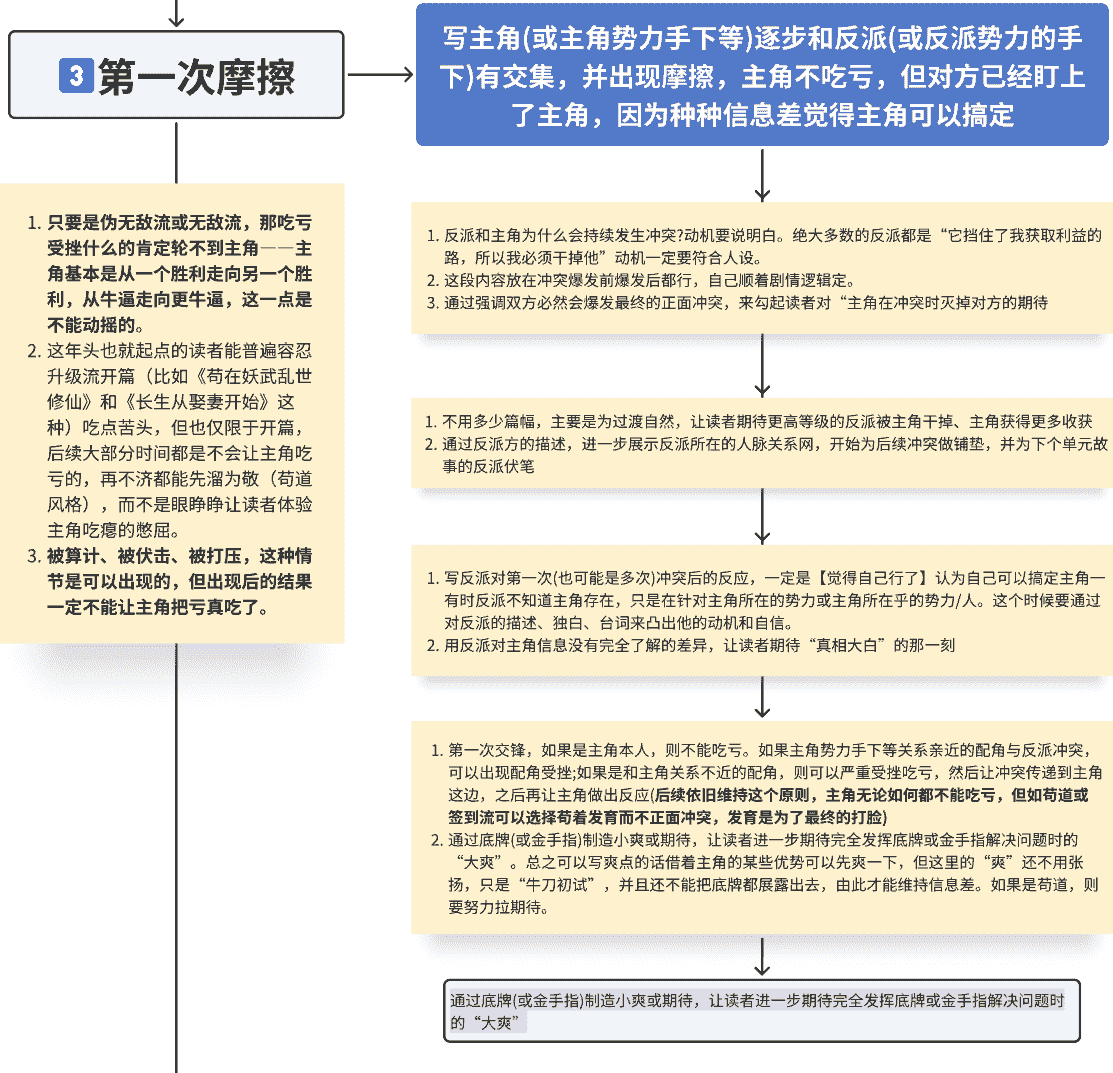 3 第一次摩擦
写主角(或主角势力手下等)逐步和反派(或反派势力的手
下)有交集，并出现摩擦，主角不吃亏，但对方已经盯上
了主角，因为种种信息差觉得主角可以搞定
1. 只要是伪无敌流或无敌流，那吃亏
受挫什么的肯定轮不到主角——主
角基本是从一个胜利走向另一个胜
利，从牛逼走向更牛逼，这一点是
不能动摇的。
2. 这年头也就起点的读者能普遍容忍
升级流开篇（比如《苟在妖武乱世
修仙》和《长生从娶妻开始》这
种）吃点苦头，但也仅限于开篇，
后续大部分时间都是不会让主角吃
亏的，再不济都能先溜为敬（苟道
风格），而不是眼睁睁让读者体验
主角吃瘪的憋屈。
3. 被算计、被伏击、被打压，这种情
节是可以出现的，但出现后的结果
一定不能让主角把亏真吃了。
1. 反派和主角为什么会持续发生冲突?动机要说明白。绝大多数的反派都是“它挡住了我获取利益的
路，所以我必须干掉他”动机一定要符合人设。
2. 这段内容放在冲突爆发前爆发后都行，自己顺着剧情逻辑定。
3. 通过强调双方必然会爆发最终的正面冲突，来勾起读者对“主角在冲突时灭掉对方的期待
1. 不用多少篇幅，主要是为过渡自然，让读者期待更高等级的反派被主角干掉、主角获得更多收获
2. 通过反派方的描述，进一步展示反派所在的人脉关系网，开始为后续冲突做铺垫，并为下个单元故
事的反派伏笔
1. 写反派对第一次(也可能是多次)冲突后的反应，一定是【觉得自己行了】认为自己可以搞定主角一
有时反派不知道主角存在，只是在针对主角所在的势力或主角所在乎的势力/人。这个时候要通过
对反派的描述、独白、台词来凸出他的动机和自信。
2. 用反派对主角信息没有完全了解的差异，让读者期待“真相大白”的那一刻
1. 第一次交锋，如果是主角本人，则不能吃亏。如果主角势力手下等关系亲近的配角与反派冲突，
可以出现配角受挫;如果是和主角关系不近的配角，则可以严重受挫吃亏，然后让冲突传递到主角
这边，之后再让主角做出反应(后续依旧维持这个原则，主角无论如何都不能吃亏，但如苟道或
签到流可以选择苟着发育而不正面冲突，发育是为了最终的打脸)
2. 通过底牌(或金手指)制造小爽或期待，让读者进一步期待完全发挥底牌或金手指解决问题时的
“大爽”。总之可以写爽点的话借着主角的某些优势可以先爽一下，但这里的“爽”还不用张
扬，只是“牛刀初试”，并且还不能把底牌都展露出去，由此才能维持信息差。如果是苟道，则
要努力拉期待。
通过底牌(或金手指)制造小爽或期待，让读者进一步期待完全发挥底牌或金手指解决问题时
的“大爽”